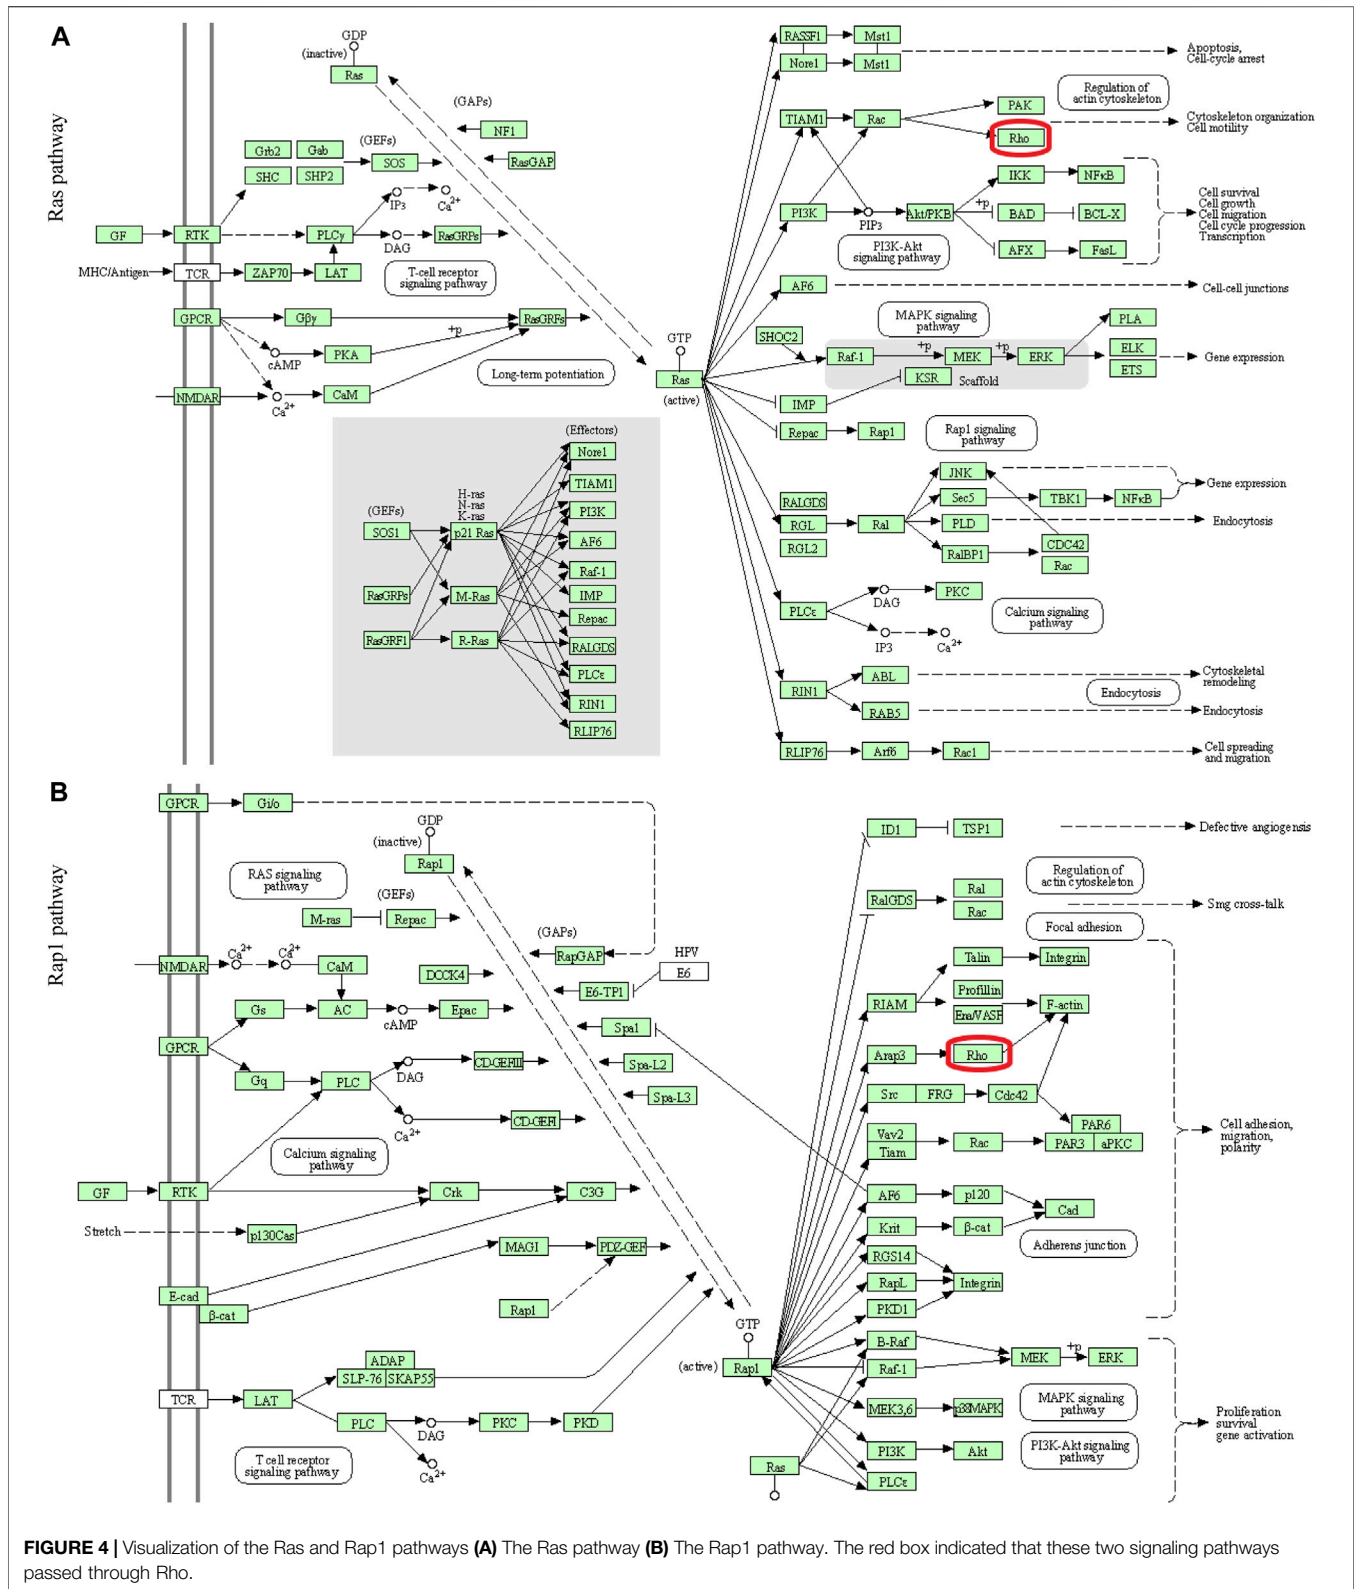 A
Ras pathway
GDP
(inactive)
Ras
(GAPs)
NF1
RasGAP
(GEFs)
Grb2 Gab
SOS
SHC SHP2
IP3
Ca2+
GF
RTK
PLCγ
DAG
RasGRPs
MHC/Antigen
TCR
ZAP70
LAT
T-cell receptor
signaling pathway
GPCR
Gβγ
RasGRFs
+p
cAMP
PKA
NMDAR
Ca2+
CaM
Long-term potentiation
GTP
Ras
(active)
RASSF1
Mst1
Nore1
Mst1
Apoptosis,
Cell-cycle arrest
Regulation of
actin cytoskeleton
TIAM1
Rac
PAK
Rho
Cytoskeleton organization
Cell motility
IKK
NFκB
PI3K
PIP3
Akt/PKB
+p
BAD
BCL-X
AFX
FasL
PI3K-Akt
signaling pathway
Cell survival
Cell growth
Cell migration
Cell cycle progression
Transcription
AF6
Cell-cell junctions
MAPK signaling
pathway
SHOC2
Raf-1
+p
MEK
+p
ERK
KSR
Scaffold
PLA
ELK
ETS
Gene expression
IMP
Repac
Rap1
Rap1 signaling
pathway
RALGDS
RGL
RGL2
Ral
JNK
Sec5
TBK1
NFκB
Gene expression
PLD
Endocytosis
RalBP1
CDC42
Rac
PLCε
DAG
PKC
IP3
Ca2+
Calcium signaling
pathway
RIN1
ABL
Cytoskeletal
remodeling
Endocytosis
RAB5
Endocytosis
RLIP76
Arf6
Rac1
Cell spreading
and migration
(Effectors)
H-ras
N-ras
K-ras
(GEFs)
SOS1
p21 Ras
RasGRPs
M-Ras
RasGRF1
R-Ras
Nore1
TIAM1
PI3K
AF6
Raf-1
IMP
Repac
RALGDS
PLCε
RIN1
RLIP76
B
Rap1 pathway
GPCR
Gi/o
GDP
(inactive)
Rap1
RAS signaling
pathway
(GEFs)
M-ras
Repac
(GAPs)
RapGAP
HPV
E6
E6-TP1
Spa1
Spa-L2
Spa-L3
NMDAR
Ca2+
Ca2+
CaM
DOCK4
Gs
AC
cAMP
Epac
GPCR
Gq
PLC
DAG
CD-GEFIII
Ca2+
CD-GEFI
Calcium signaling
pathway
GF
RTK
Crk
C3G
Stretch
p130Cas
MAGI
PDZ-GEF
E-cad
β-cat
Rap1
TCR
LAT
ADAP
SLP-76 SKAP55
PLC
DAG
PKC
PKD
Ca2+
T cell receptor
signaling pathway
GTP
(active)
Rap1
Ras
ID1
TSP1
Defective angiogensis
Regulation of
actin cytoskeleton
RalGDS
Ral
Rac
Smg cross-talk
Focal adhesion
Talin
Integrin
RIAM
Profillin
Ena/VASP
F-actin
Arap3
Rho
Src FRG
Cdc42
PAR6
PAR3 aPKC
Vav2
Tiam
Rac
Cell adhesion,
migration,
polarity
AF6
p120
Cad
Krit
β-cat
Adherens junction
RGS14
RapL
Integrin
PKD1
B-Raf
Raf-1
MEK
+p
ERK
MEK3,6
p38MAPK
MAPK signaling
pathway
PI3K
Akt
PI3K-Akt signaling
pathway
PLCε
Proliferation
survival
gene activation
FIGURE 4 | Visualization of the Ras and Rap1 pathways (A) The Ras pathway (B) The Rap1 pathway. The red box indicated that these two signaling pathways
passed through Rho.